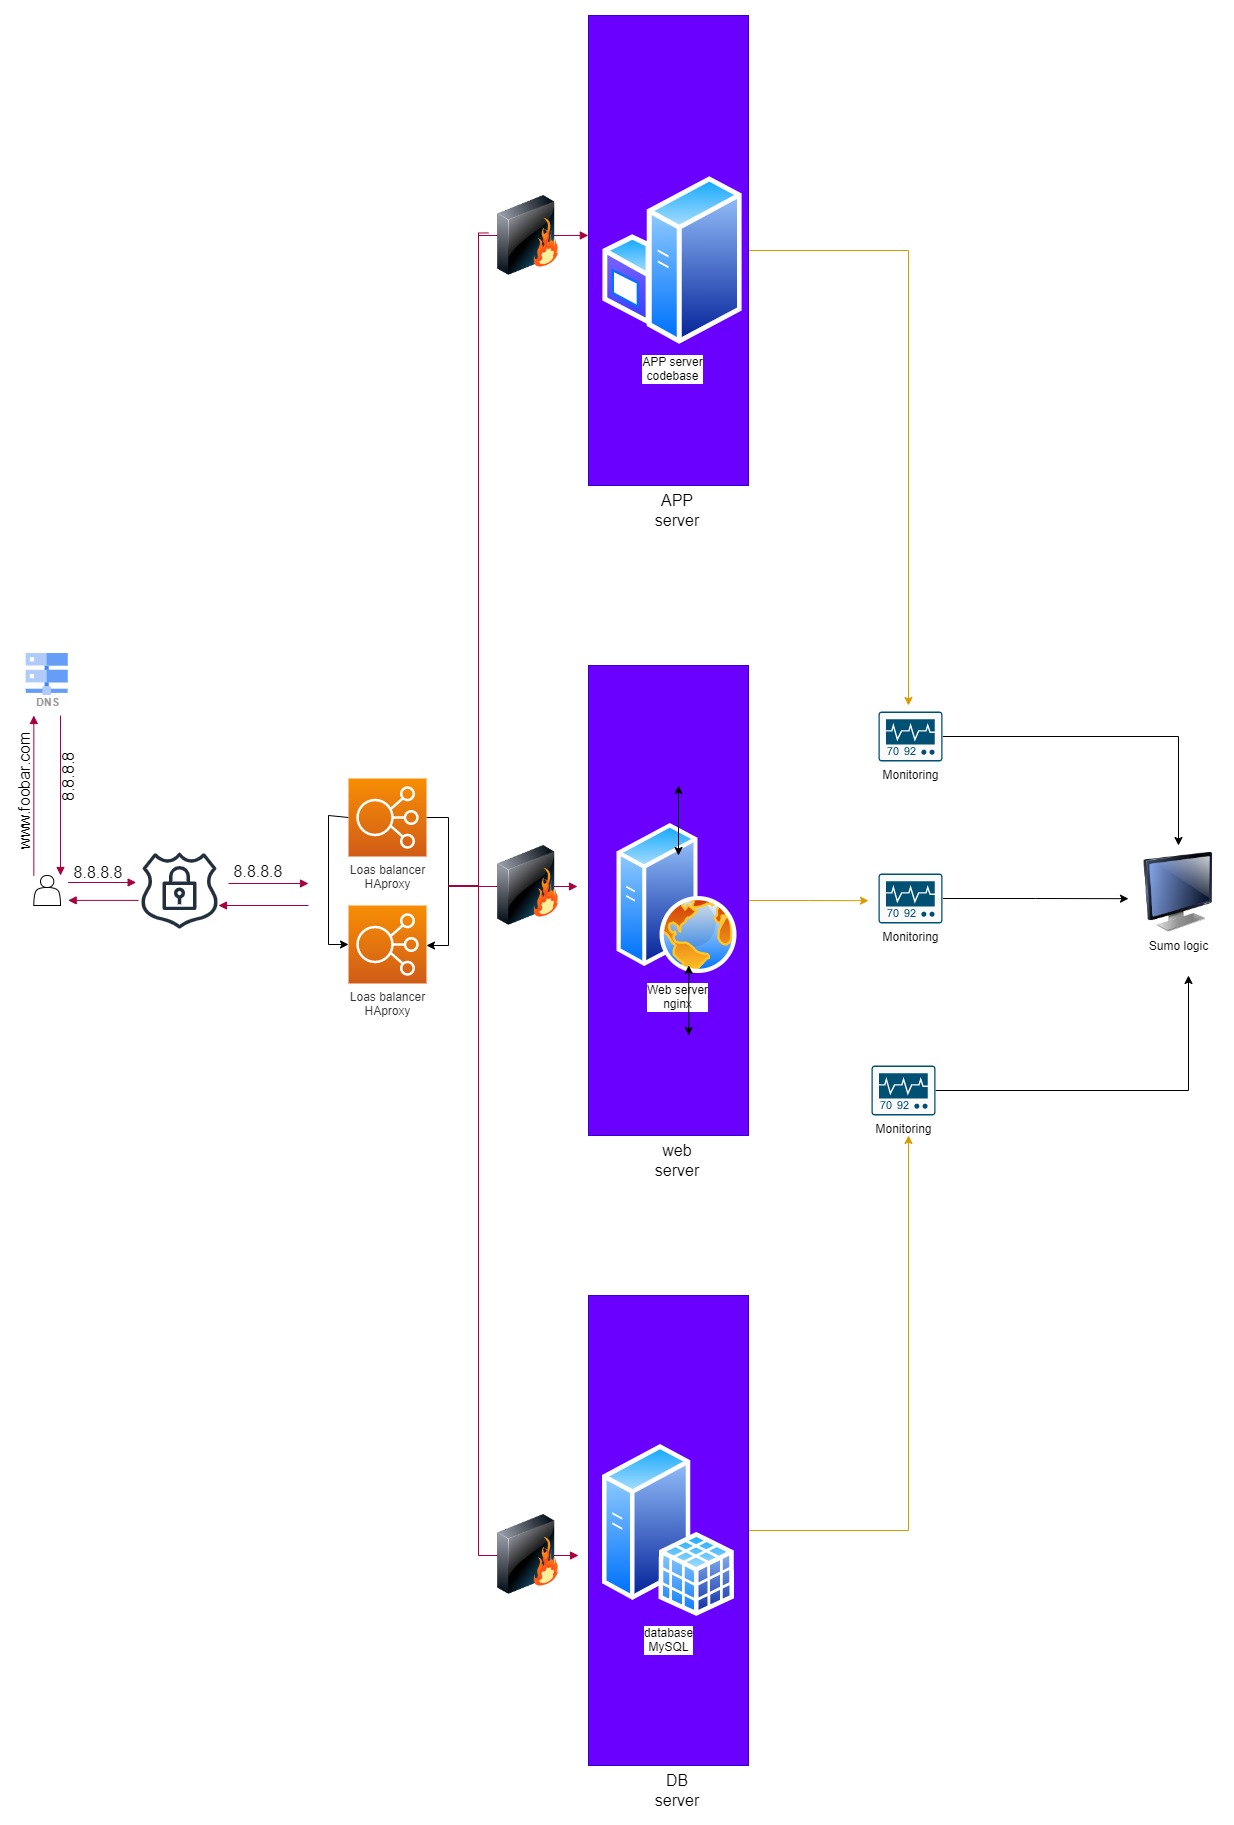 APP server
codebase
APP
server
DNS
www.foobar.com
8.8.8.8
8.8.8.8
8.8.8.8
Loas balancer
HAproxy
Loas balancer
HAproxy
Web server
nginx
web
server
70 92
Monitoring
70 92
Monitoring
Sumo logic
70 92
Monitoring
database
MySQL
DB
server